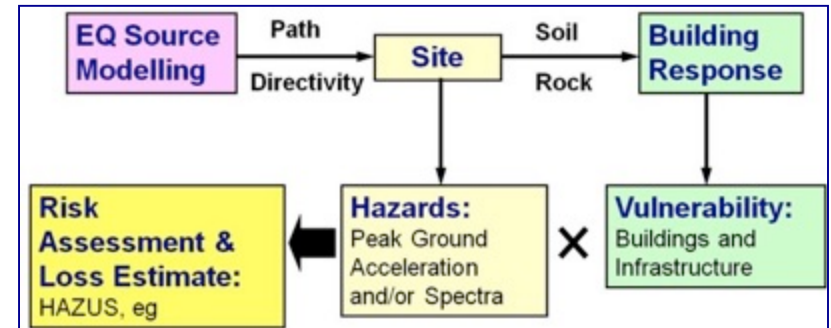 EQ Source
Modelling
Path
Directivity
Site
Soil
Rock
Building
Response
Risk
Assessment &
Loss Estimate:
HAZUS, eg
Hazards:
Peak Ground
Acceleration
and/or Spectra
×
Vulnerability:
Buildings and
Infrastructure